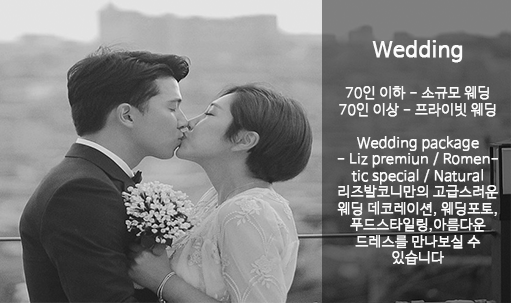 Wedding
70인 이하 - 소규모 웨딩
70인 이상 - 프라이빗 웨딩
Wedding package
- Liz premiun / Romen-
tic special / Natural
리즈발코니만의 고급스러운
웨딩 데코레이션, 웨딩포토,
푸드스타일링,아름다운
드레스를 만나보실 수
있습니다